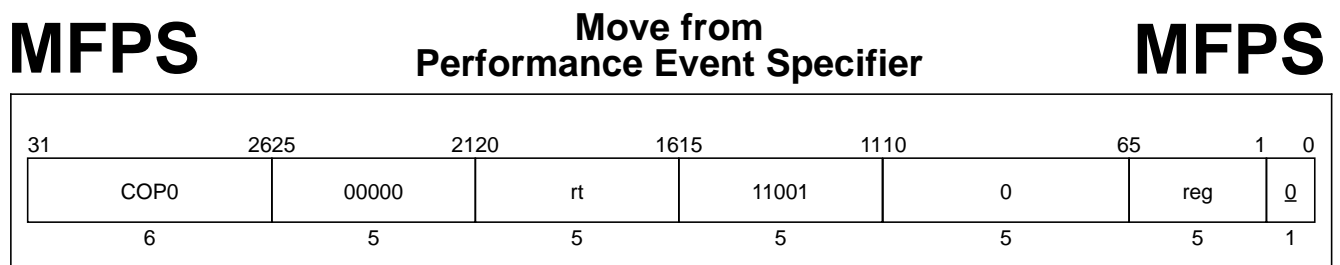 MFPS Move from Performance Event Specifier MFPS
31 2625 2120 1615 1110 65 1 0
COP0 00000 rt 11001 0 reg 0
6 5 5 5 5 5 1